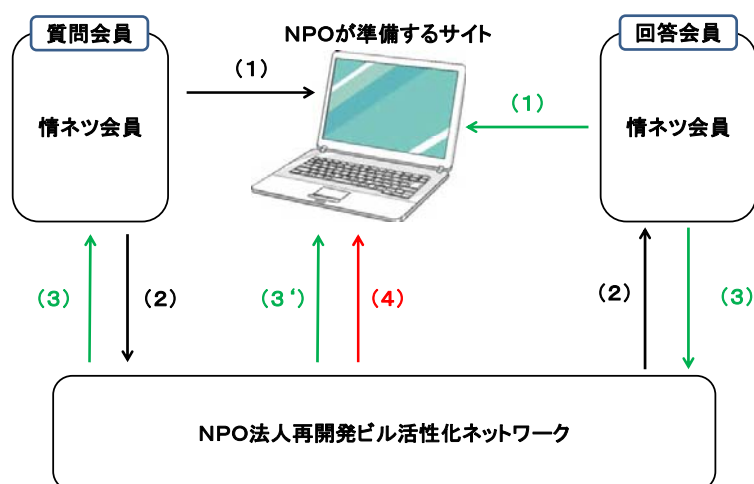 質問会員
NPOが準備するサイト
回答会員
(1)
(1)
情ネツ会員
情ネツ会員
(3)
(2)
(3‘)
(4)
(2)
(3)
NPO法人再開発ビル活性化ネットワーク